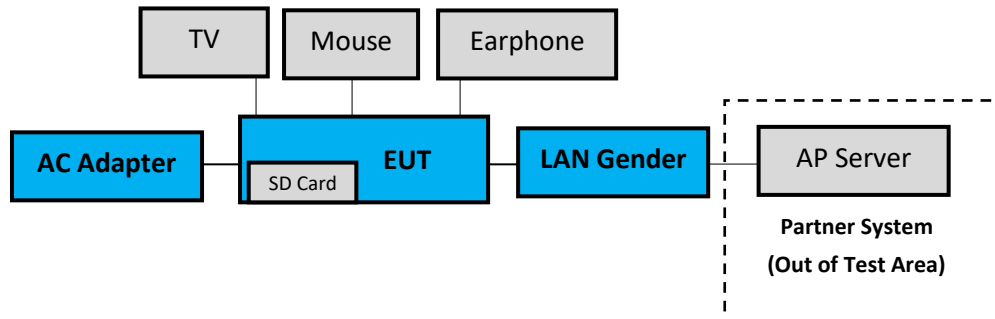 TV
Mouse
Earphone
AC Adapter
EUT
SD Card
LAN Gender
AP Server
Partner System
(Out of Test Area)